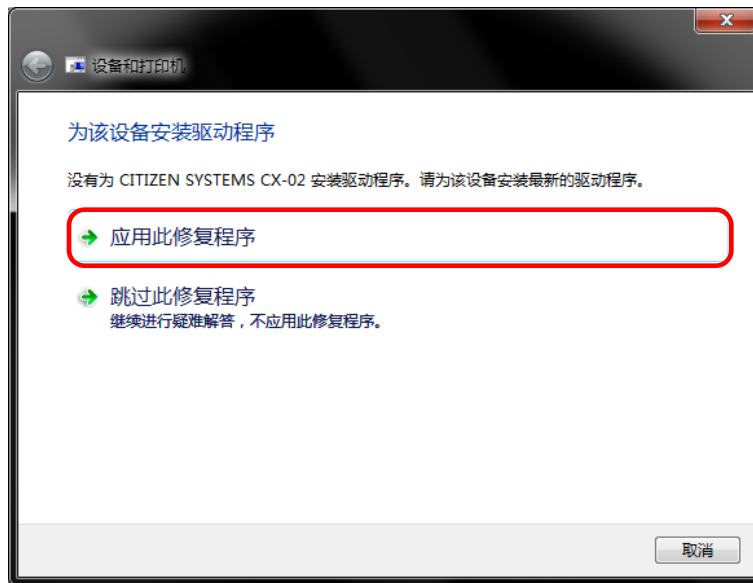 设备和打印机
为该设备安装驱动程序
没有为 CITIZEN SYSTEMS CX-02 安装驱动程序。请为该设备安装最新的驱动程序。
应用此修复程序
跳过此修复程序
继续进行疑难解答，不应用此修复程序。
取消